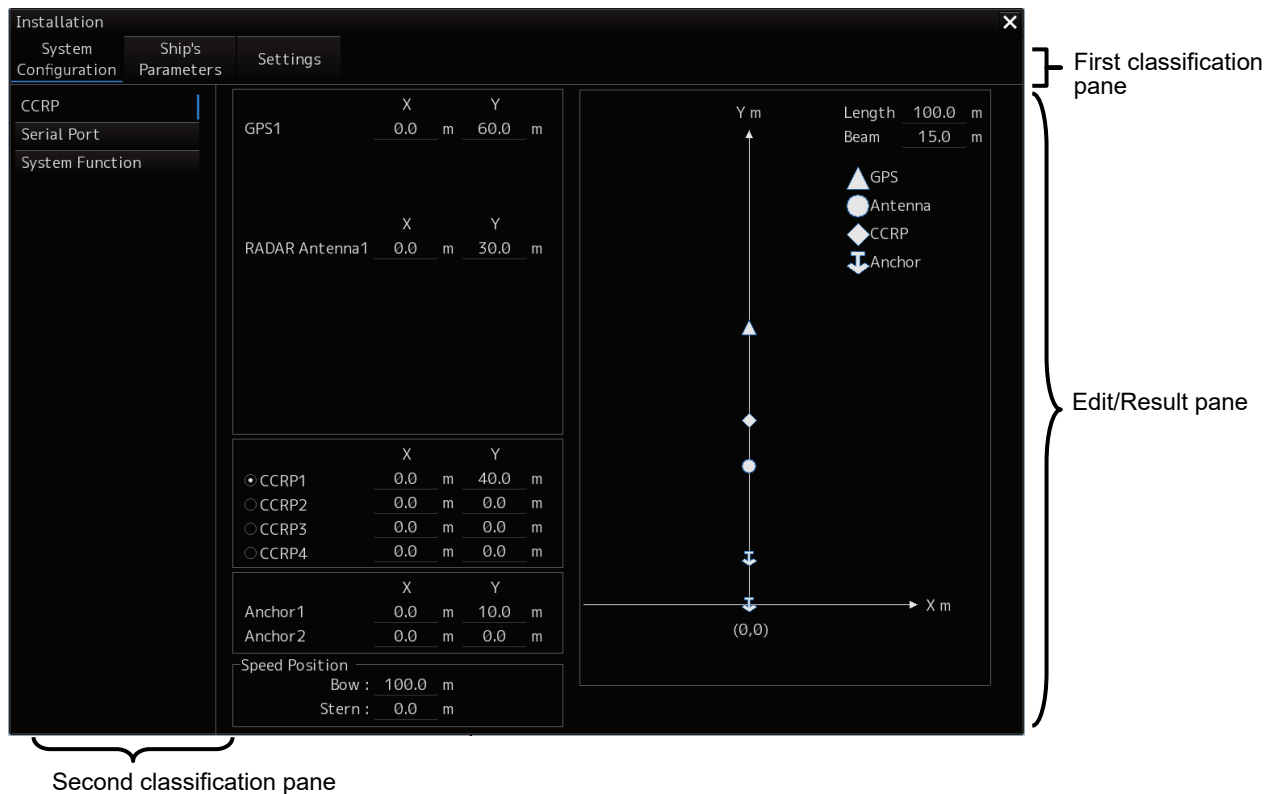 Installation
System Configuration
Ship's Parameters
Settings
First classification pane
CCRP
Serial Port
System Function
X Y
GPS1 0.0 m 60.0 m
X Y
RADAR Antenna1 0.0 m 30.0 m
X Y
CCRP1 0.0 m 40.0 m
CCRP2 0.0 m 0.0 m
CCRP3 0.0 m 0.0 m
CCRP4 0.0 m 0.0 m
X Y
Anchor1 0.0 m 10.0 m
Anchor2 0.0 m 0.0 m
Speed Position
Bow : 100.0 m
Stern : 0.0 m
Y m
Length 100.0 m
Beam 15.0 m
GPS
Antenna
CCRP
Anchor
X m
(0,0)
Edit/Result pane
Second classification pane